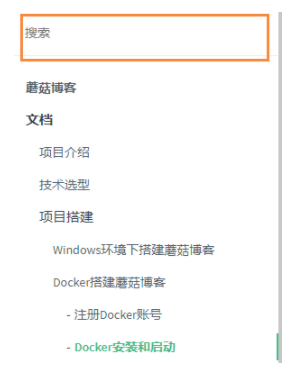 搜索
蘑菇博客
文档
项目介绍
技术选型
项目搭建
Windows环境下搭建蘑菇博客
Docker搭建蘑菇博客
- 注册Docker账号
- Docker安装和启动